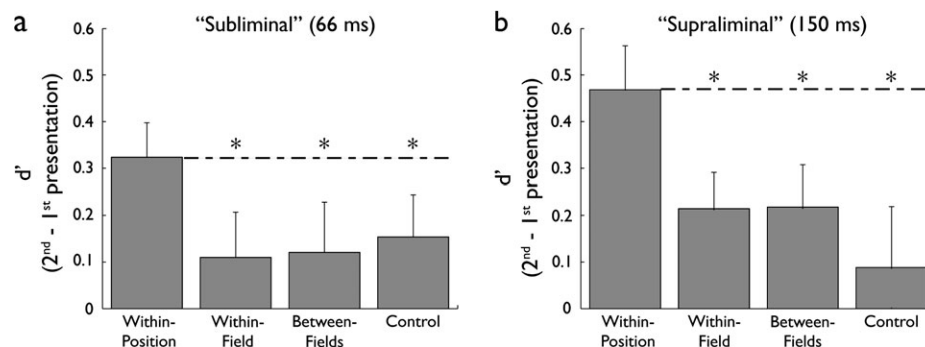 a
“Subliminal” (66 ms)
0.6
0.5
0.4
0.3
0.2
0.1
0
d'
(2nd - 1st presentation)
* * *
Within-Position
Within-Field
Between-Fields
Control
b
“Supraliminal” (150 ms)
0.6
0.5
0.4
0.3
0.2
0.1
0
d'
(2nd - 1st presentation)
* * *
Within-Position
Within-Field
Between-Fields
Control